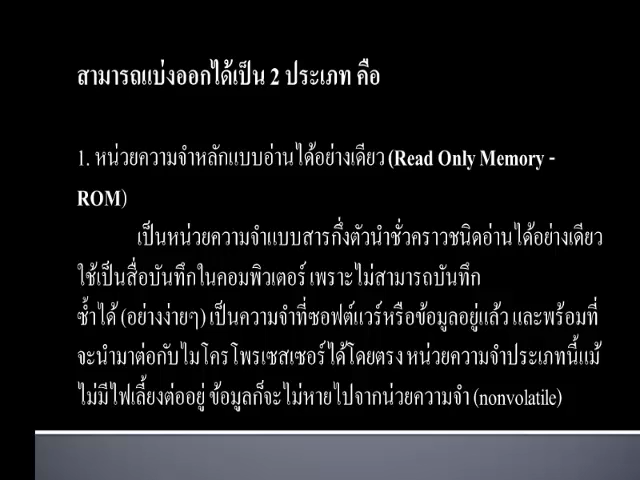 สามารถแบ่งออกได้เป็น 2 ประเภท คือ
1. หน่วยความจำหลักแบบอ่านได้อย่างเดียว (Read Only Memory -
ROM)
เป็นหน่วยความจำแบบสารกึ่งตัวนำชั่วคราวชนิดอ่านได้อย่างเดียว
ใช้เป็นสื่อบันทึกในคอมพิวเตอร์ เพราะไม่สามารถบันทึก
ซ้ำได้ (อย่างง่ายๆ) เป็นความจำที่ซอฟต์แวร์หรือข้อมูลอยู่แล้ว และพร้อมที่
จะนำมาต่อกับไมโครโพรเซสเซอร์ได้โดยตรง หน่วยความจำประเภทนี้แม้
ไม่มีไฟเลี้ยงต่ออยู่ ข้อมูลก็จะไม่หายไปจากน่วยความจำ (nonvolatile)